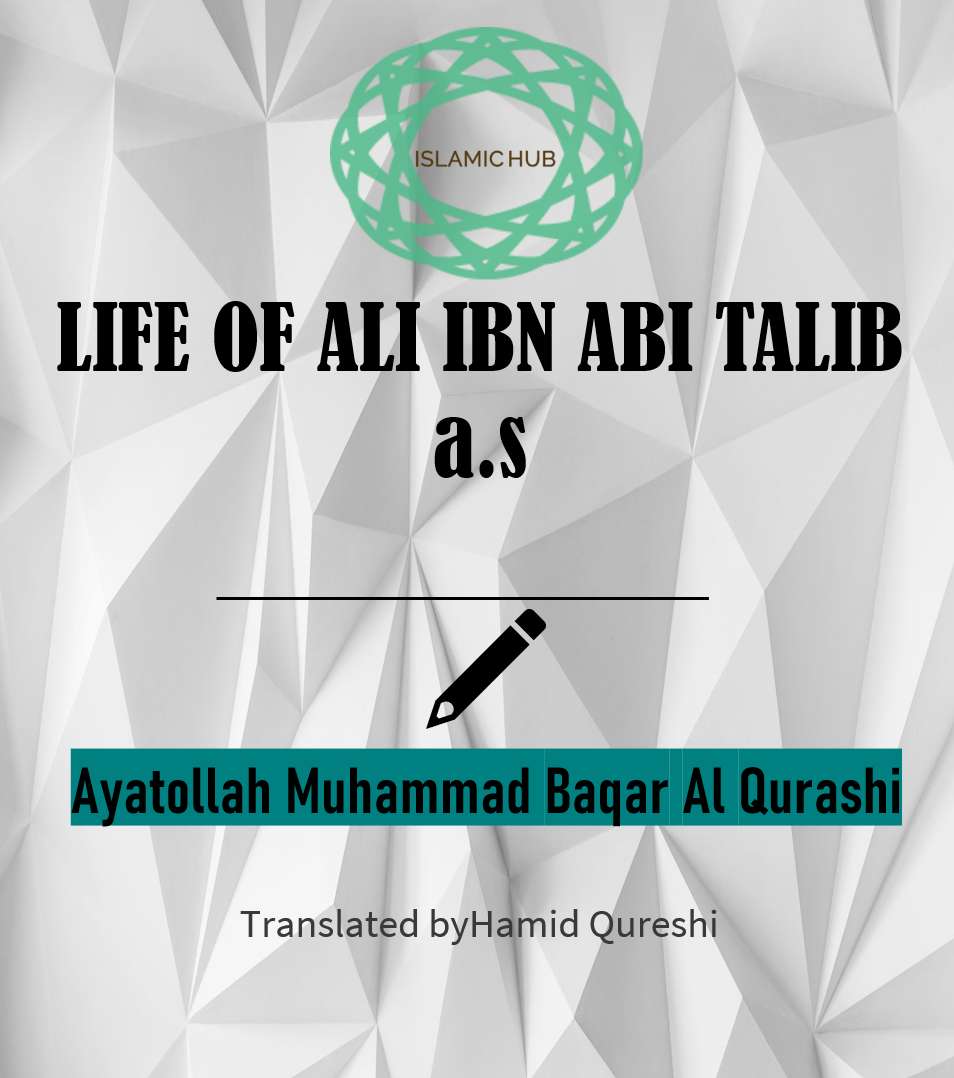 ISLAMIC HUB
LIFE OF ALI IBN ABI TALIB
a.s
Ayatollah Muhammad Baqar Al Qurashi
Translated byHamid Qureshi